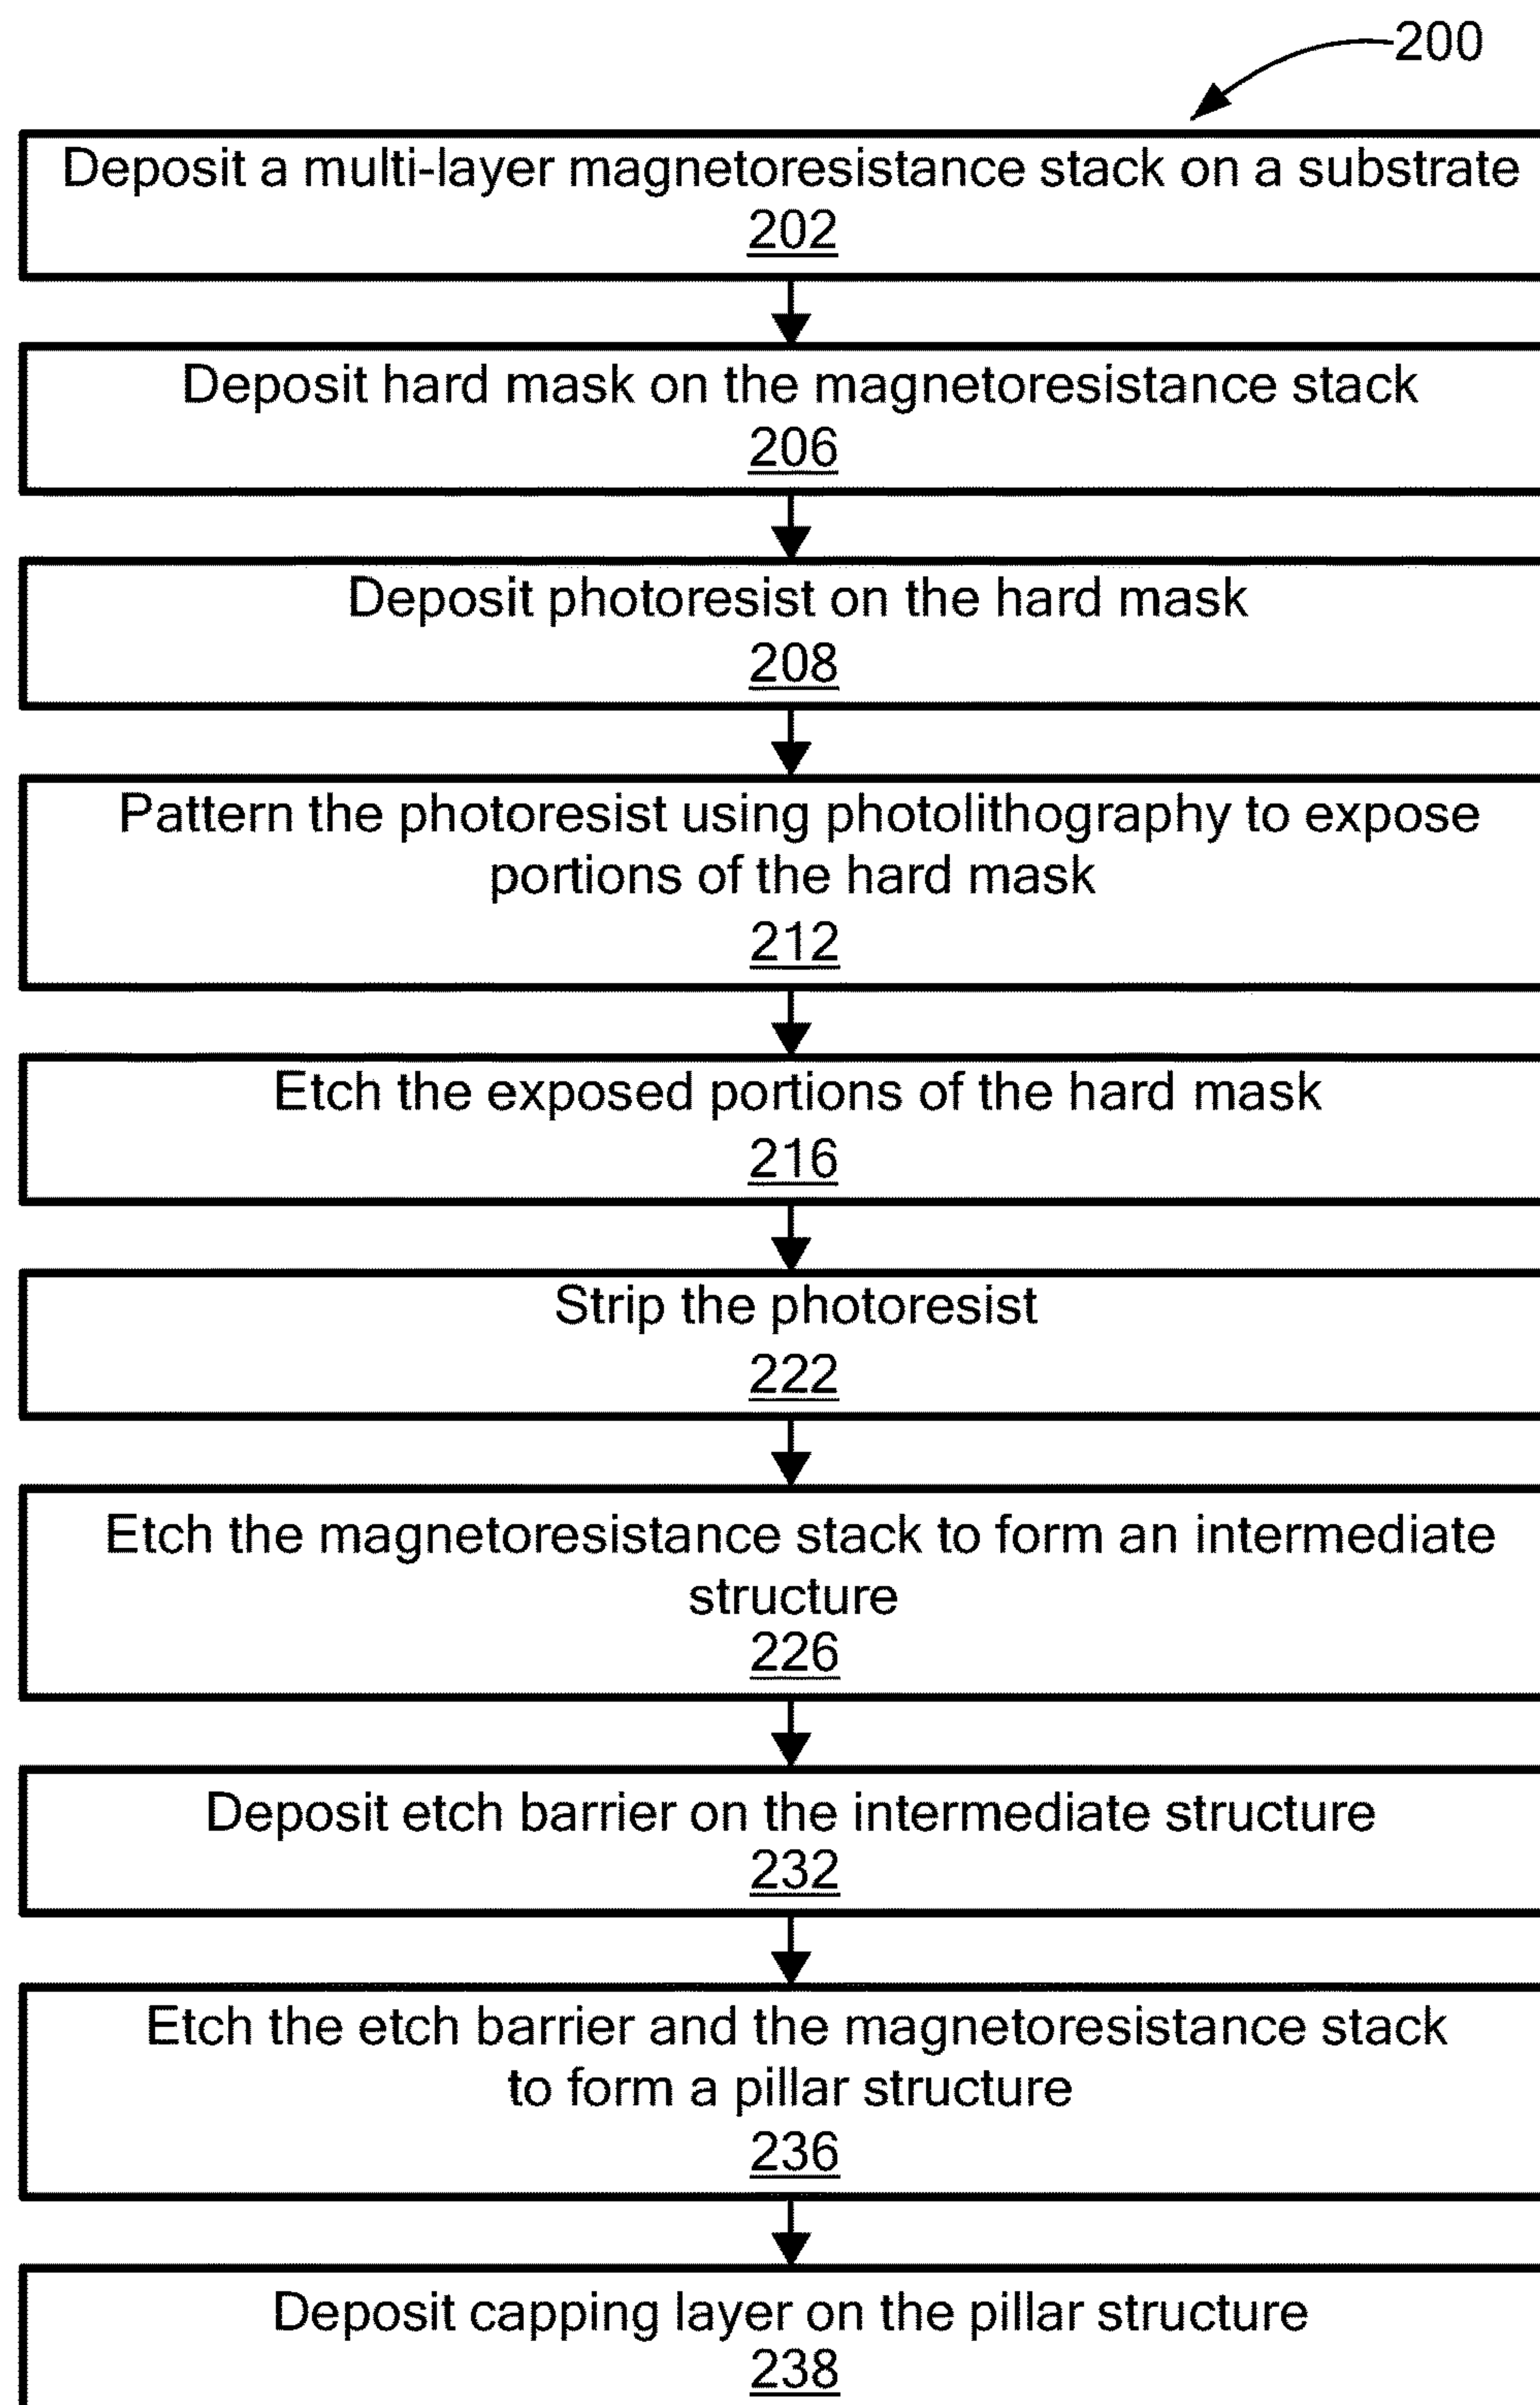 200
Deposit a multi-layer magnetoresistance stack on a substrate
202
Deposit hard mask on the magnetoresistance stack
206
Deposit photoresist on the hard mask
208
Pattern the photoresist using photolithography to expose
portions of the hard mask
212
Etch the exposed portions of the hard mask
216
Strip the photoresist
222
Etch the magnetoresistance stack to form an intermediate
structure
226
Deposit etch barrier on the intermediate structure
232
Etch the etch barrier and the magnetoresistance stack
to form a pillar structure
236
Deposit capping layer on the pillar structure
238